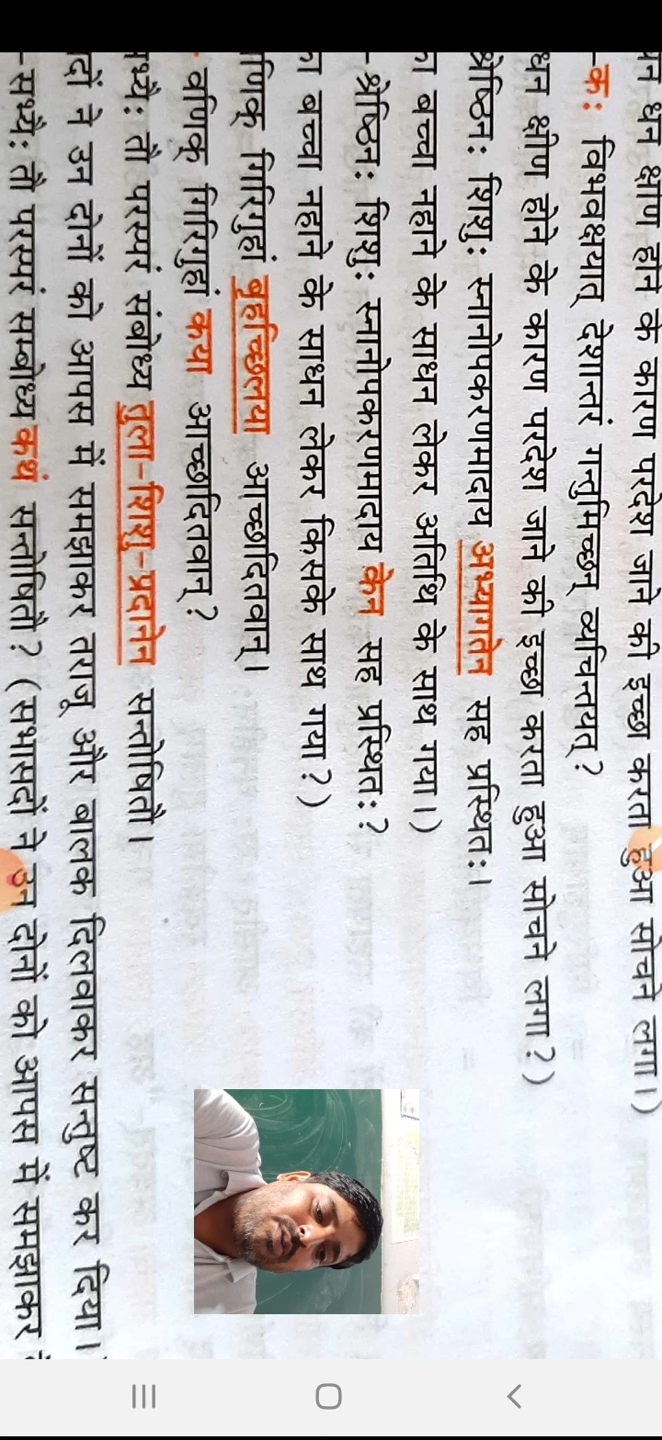 धन क्षीण होने के कारण परदेश जाने की इच्छा करता हुआ सोचने लगा।)
-कः विभवक्षयात् देशान्तरं गन्तुमिच्छन् व्यचिन्तयत्?
धन क्षीण होने के कारण परदेश जाने की इच्छा करता हुआ सोचने लगा?)
श्रेष्ठिनः शिशुः स्नानोपकरणमादाय अभ्यागतेन सह प्रस्थितः।
बच्चा नहाने के साधन लेकर अतिथि के साथ गया।)
-श्रेष्ठिनः शिशुः स्नानोपकरणमादाय केन सह प्रस्थितः?
बच्चा नहाने के साधन लेकर किसके साथ गया?)
गिरिगुहां बृहच्छिलया आच्छादितवान्।
- वणिक् गिरिगुहां कया आच्छादितवान्?
तौ परस्परं संबोध्य तुला-शिशु-प्रदानेन सन्तोषितौ।
ने उन दोनों को आपस में समझाकर तराजू और बालक दिलवाकर सन्तुष्ट कर दिया।
-सभ्यैः तौ परस्परं सम्बोध्य कथं सन्तोषितौ? (सभासदों ने उन दोनों को आपस में समझाकर